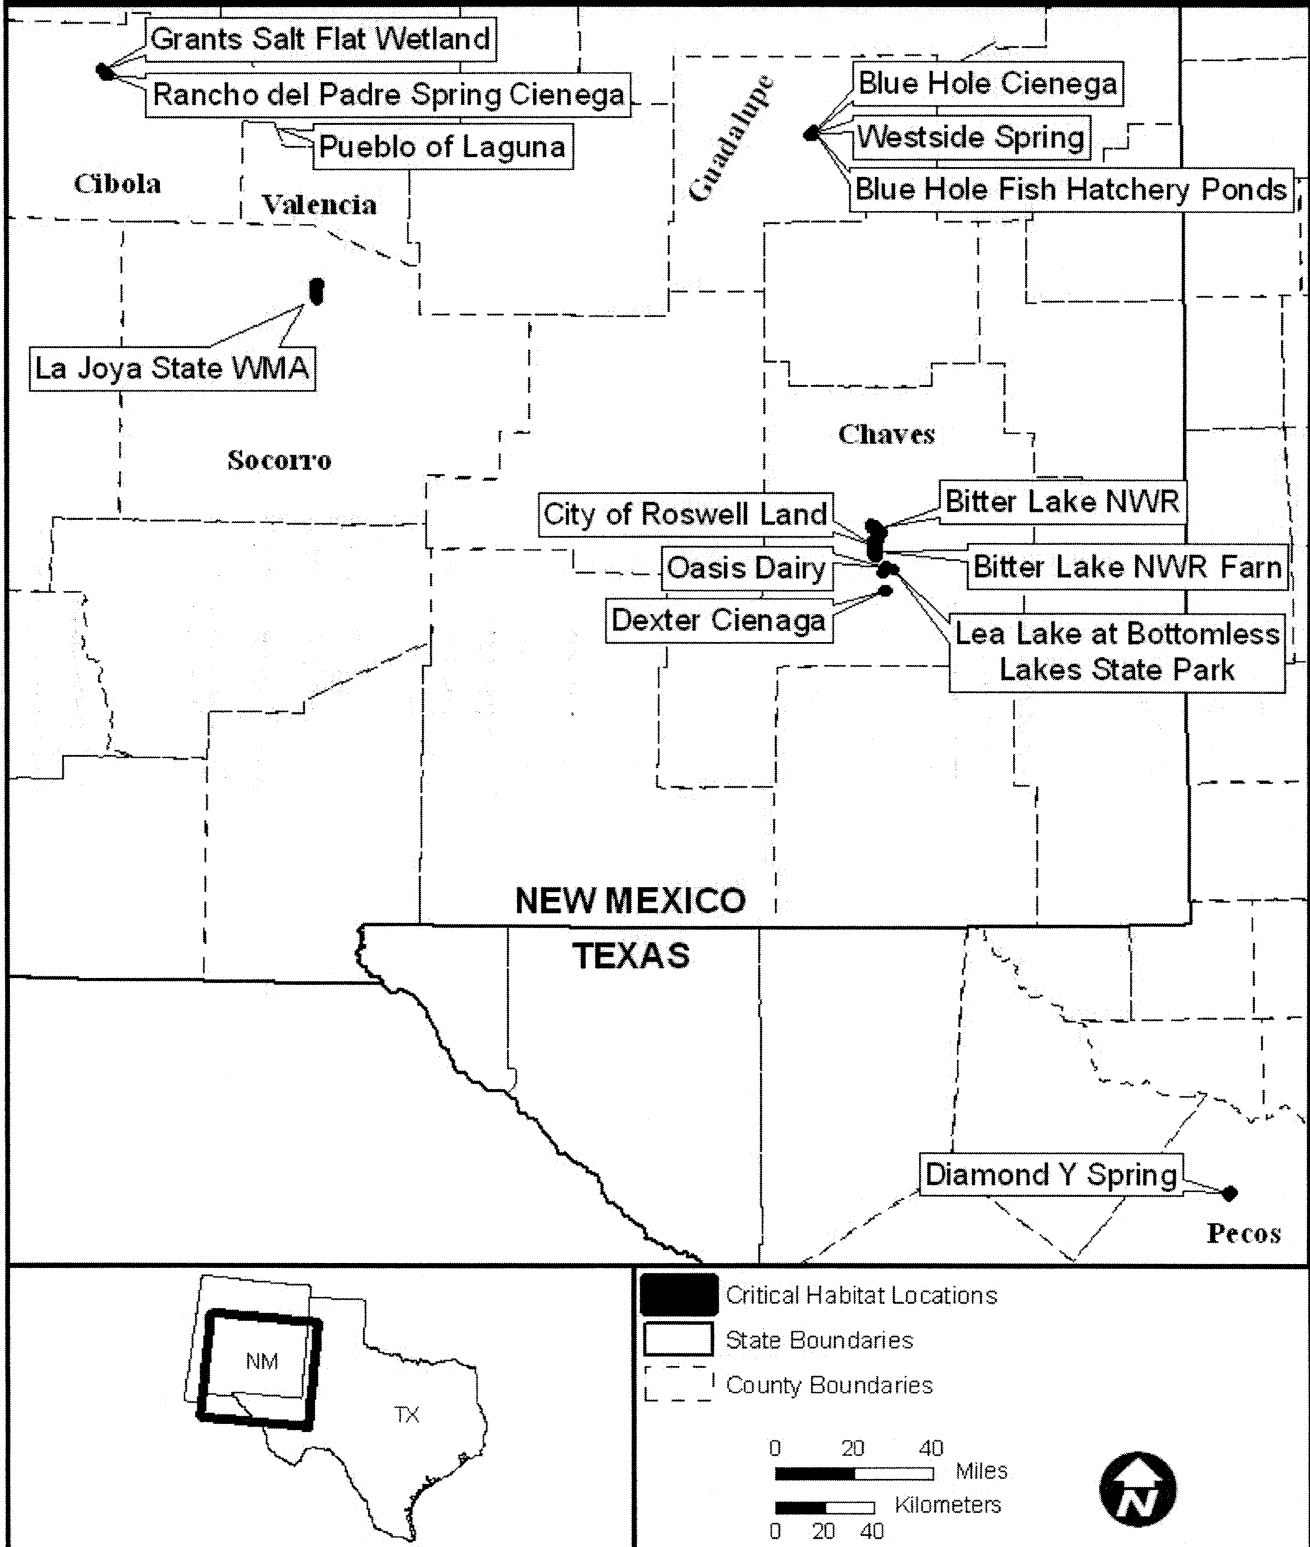 Grants Salt Flat Wetland
Rancho del Padre Spring Cienega
Pueblo of Laguna
Cibola
Valencia
Guadalupe
Blue Hole Cienega
Westside Spring
Blue Hole Fish Hatchery Ponds
La Joya State WMA
Socorro
Chaves
City of Roswell Land
Bitter Lake NWR
Oasis Dairy
Bitter Lake NWR Farn
Dexter Cienaga
Lea Lake at Bottomless
Lakes State Park
NEW MEXICO
TEXAS
Diamond Y Spring
Pecos
NM
TX
Critical Habitat Locations
State Boundaries
County Boundaries
0 20 40
Miles
Kilometers
0 20 40
N